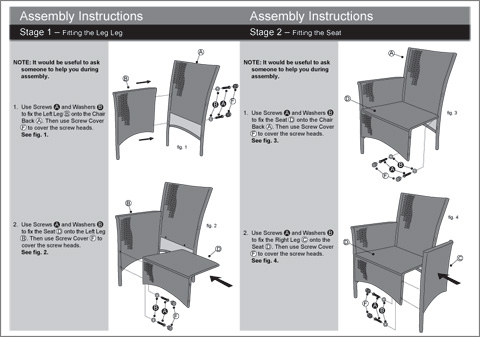 Assembly Instructions
Stage 1 – Fitting the Leg Leg
NOTE: It would be useful to ask
someone to help you during
assembly.
1. Use Screws A and Washers B
to fix the Left Leg B onto the Chair
Back A. Then use Screw Cover
F to cover the screw heads.
See fig. 1.
A
B
A B F
fig. 1
2. Use Screws A and Washers B
to fix the Seat D onto the Left Leg
B. Then use Screw Cover F to
cover the screw heads.
See fig. 2.
B
fig. 2
D
F A B
Assembly Instructions
Stage 2 – Fitting the Seat
NOTE: It would be useful to ask
someone to help you during
assembly.
1. Use Screws A and Washers B
to fix the Seat D onto the Chair
Back A. Then use Screw Cover
F to cover the screw heads.
See fig. 3.
A
D
fig. 3
B
A
F
2. Use Screws A and Washers B
to fix the Right Leg C onto the
Seat D. Then use Screw Cover
F to cover the screw heads.
See fig. 4.
fig. 4
D
C
F A B